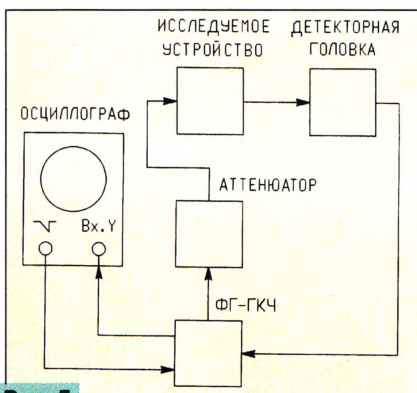 ИССЛЕДУЕМОЕ ДЕТЕКТОРНАЯ
УСТРОЙСТВО ГОЛОВКА
ОСЦИЛЛОГРАФ
АТТЕНЮАТОР
Вх.Y
ФГ-ГКЧ